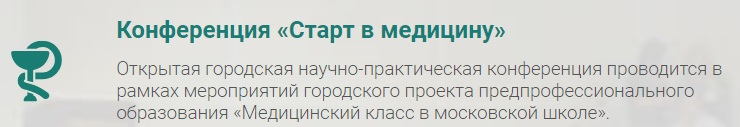 Конференция «Старт в медицину»
Открытая городская научно-практическая конференция проводится в
рамках мероприятий городского проекта предпрофессионального
образования «Медицинский класс в московской школе».